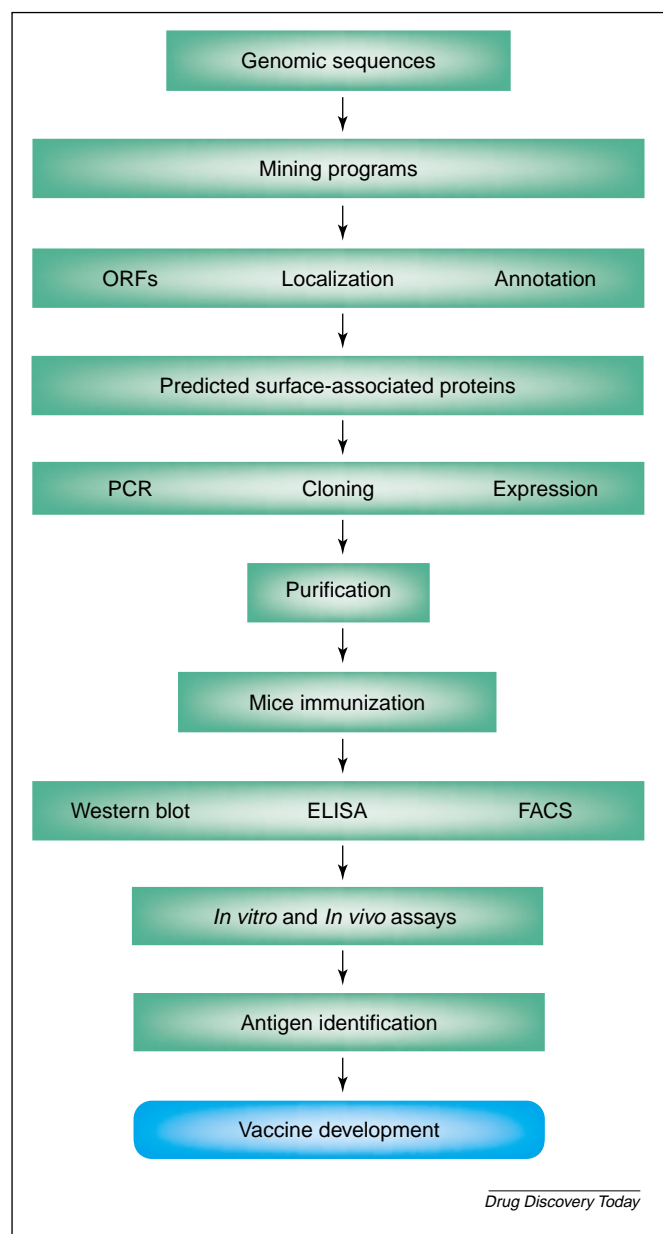 Genomic sequences
Mining programs
ORFs Localization Annotation
Predicted surface-associated proteins
PCR Cloning Expression
Purification
Mice immunization
Western blot ELISA FACS
In vitro and In vivo assays
Antigen identification
Vaccine development
Drug Discovery Today